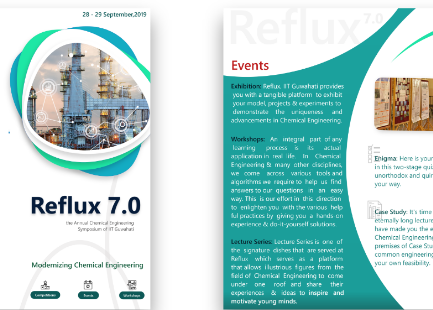 28 - 29 September,2019
Reflux 7.0
the Annual Chemical Engineering
Symposium of IIT Guwahati
Modernizing Chemical Engineering
Competitions
Events
Workshops
Reflux 7.0
Events
Exhibition: Reflux, IIT Guwahati provides
you with a tangible platform to exhibit
your model, projects & experiments to
demonstrate the uniqueness and
advancements in Chemical Engineering.
Workshops: An integral part of any
learning process is its actual
application in real life. In Chemical
Engineering & many other disciplines,
we come across various tools and
algorithms we require to help us find
answers to our questions in an easy
way. This is our effort in this direction
to enlighten you with the various help
ful practices by giving you a hands on
experience & do-it-yourself solutions
Lecture Series: Lecture Series is one of
the signature dishes that are served at
Reflux which serves as a platform
that allows illustrious figures from the
field of Chemical Engineering to come
under one roof and share their
experiences & ideas to inspire and
motivate young minds.
Enigma: Here is your
in this two-stage qui
unorthodox and quir
your way.
Case Study: It's time
eternally long lecture
have made you the e
Chemical Engineering
premises of Case Stu
common engineering
your own feasibility.